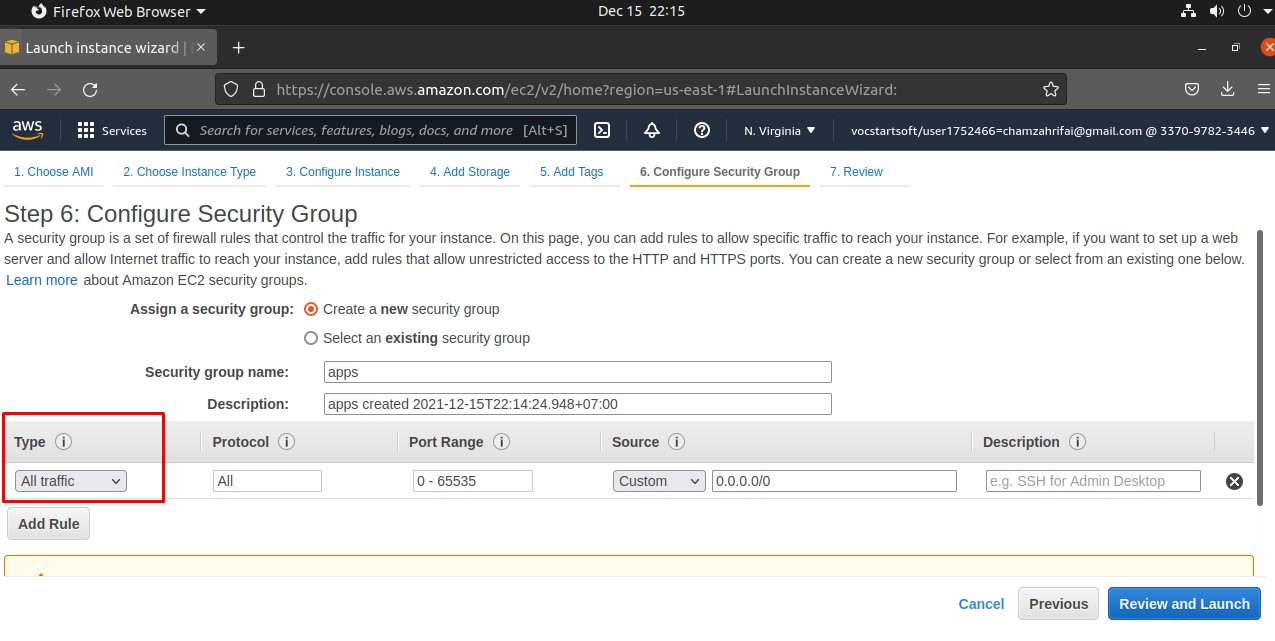 Firefox Web Browser
Dec 15 22:15
Launch instance wizard |
https://console.aws.amazon.com/ec2/v2/home?region=us-east-1#LaunchInstanceWizard:
aws Services Search for services, features, blogs, docs, and more [Alt+S] N. Virginia vocstartsoft/user1752466=chamzahrifai@gmail.com @ 3370-9782-3446
1. Choose AMI 2. Choose Instance Type 3. Configure Instance 4. Add Storage 5. Add Tags 6. Configure Security Group 7. Review
Step 6: Configure Security Group
A security group is a set of firewall rules that control the traffic for your instance. On this page, you can add rules to allow specific traffic to reach your instance. For example, if you want to set up a web
server and allow Internet traffic to reach your instance, add rules that allow unrestricted access to the HTTP and HTTPS ports. You can create a new security group or select from an existing one below.
Learn more about Amazon EC2 security groups.
Assign a security group: Create a new security group
Select an existing security group
Security group name: apps
Description: apps created 2021-12-15T22:14:24.948+07:00
Type i Protocol i Port Range i Source i Description i
All traffic All 0 - 65535 Custom 0.0.0.0/0 e.g. SSH for Admin Desktop
Add Rule
Cancel Previous Review and Launch